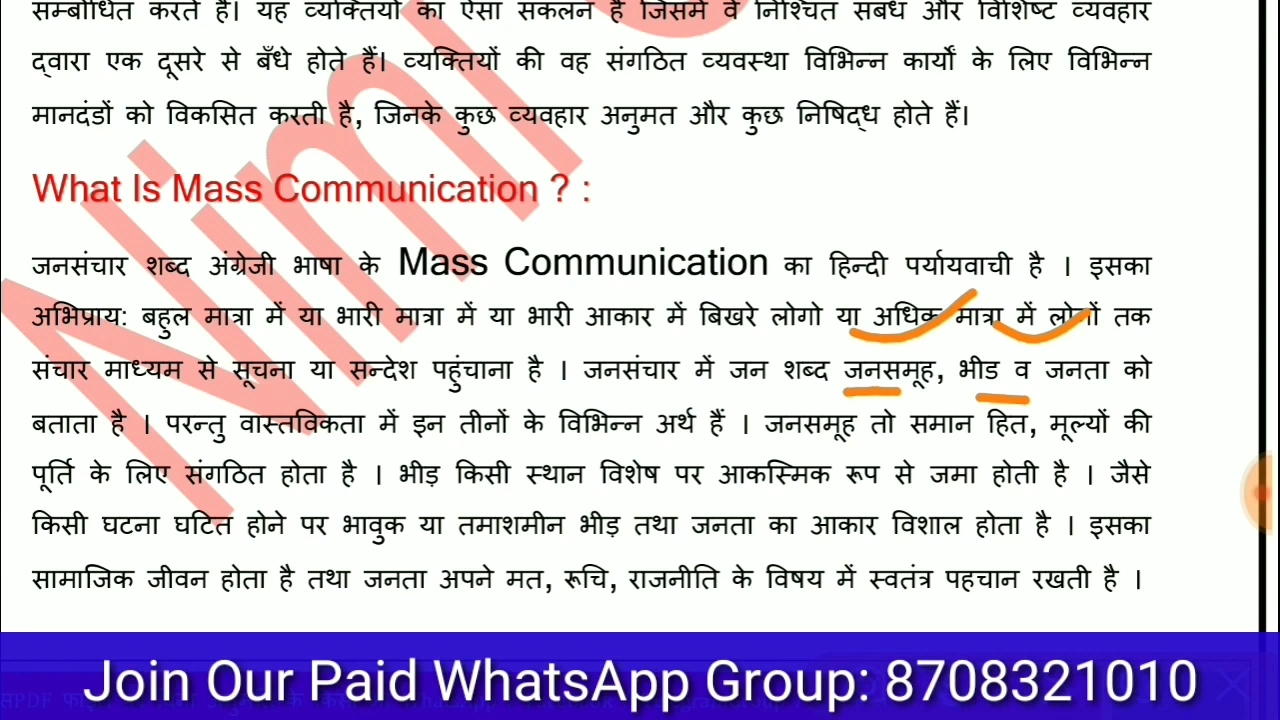 सम्बोधित करते हैं। यह व्यक्तियों का ऐसा संकलन है जिसमें वे निश्चित संबंध और विशिष्ट व्यवहार
द्वारा एक दूसरे से बँधे होते हैं। व्यक्तियों की वह संगठित व्यवस्था विभिन्न कार्यों के लिए विभिन्न
मानदंडों को विकसित करती है, जिनके कुछ व्यवहार अनुमत और कुछ निषिद्ध होते हैं।
What Is Mass Communication ? :
जनसंचार शब्द अंग्रेजी भाषा के Mass Communication का हिन्दी पर्यायवाची है । इसका
अभिप्राय: बहुल मात्रा में या भारी मात्रा में या भारी आकार में बिखरे लोगो या अधिक मात्रा में लोगों तक
संचार माध्यम से सूचना या सन्देश पहुंचाना है । जनसंचार में जन शब्द जनसमूह, भीड व जनता को
बताता है । परन्तु वास्तविकता में इन तीनों के विभिन्न अर्थ हैं । जनसमूह तो समान हित, मूल्यों की
पूर्ति के लिए संगठित होता है । भीड़ किसी स्थान विशेष पर आकस्मिक रूप से जमा होती है । जैसे
किसी घटना घटित होने पर भावुक या तमाशमीन भीड़ तथा जनता का आकार विशाल होता है । इसका
सामाजिक जीवन होता है तथा जनता अपने मत, रूचि, राजनीति के विषय में स्वतंत्र पहचान रखती है ।
Join Our Paid WhatsApp Group: 8708321010